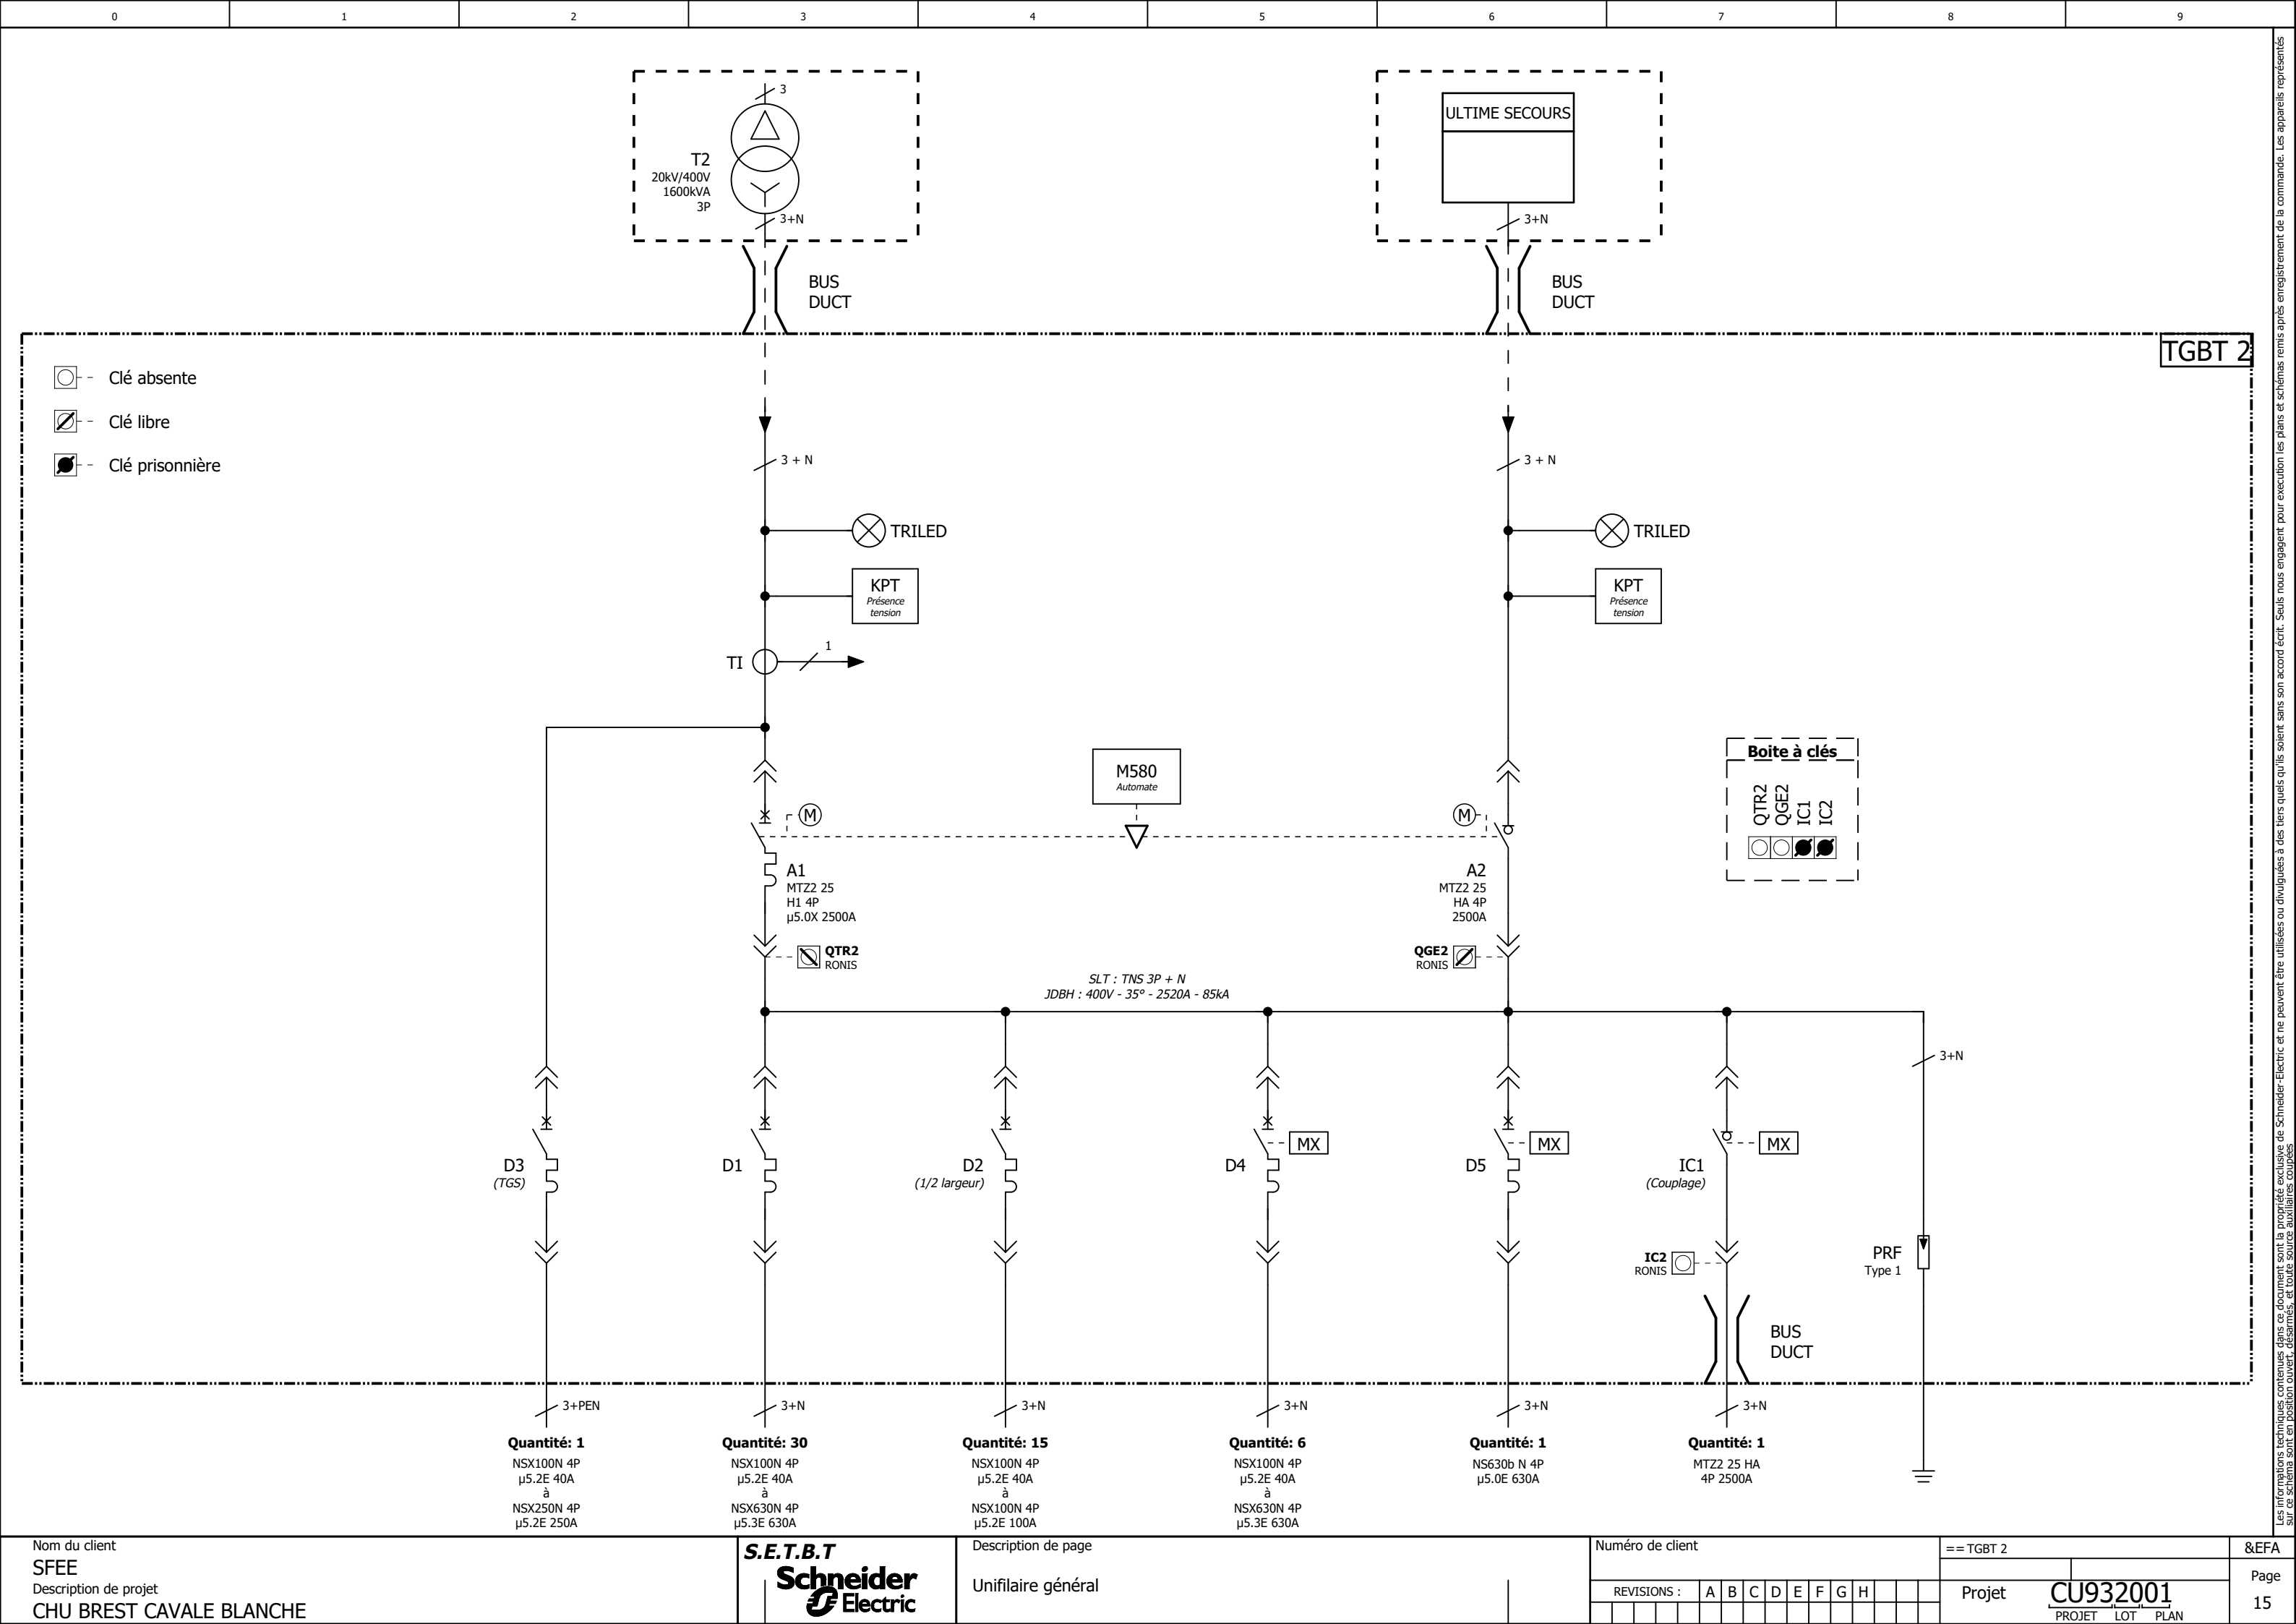 0 1 2 3 4 5 6 7 8 9
3
T2
20kV/400V
1600kVA
3P
3+N
BUS
DUCT
ULTIME SECOURS
3+N
BUS
DUCT
TGBT 2
Clé absente
Clé libre
Clé prisonnière
3 + N
3 + N
TRILED
TRILED
KPT
Présence
tension
KPT
Présence
tension
TI
1
M580
Automate
M
M
A1
MTZ2 25
H1 4P
µ5.0X 2500A
A2
MTZ2 25
HA 4P
2500A
Boite à clés
QTR2
QGE2
IC1
IC2
QTR2
RONIS
QGE2
RONIS
SLT : TNS 3P + N
JDBH : 400V - 35° - 2520A - 85kA
3+N
D3
(TGS)
D1
D2
(1/2 largeur)
D4
MX
D5
MX
IC1
(Couplage)
MX
IC2
RONIS
PRF
Type 1
BUS
DUCT
3+PEN
3+N
3+N
3+N
3+N
3+N
Quantité: 1
NSX100N 4P
µ5.2E 40A
à
NSX250N 4P
µ5.2E 250A
Quantité: 30
NSX100N 4P
µ5.2E 40A
à
NSX630N 4P
µ5.3E 630A
Quantité: 15
NSX100N 4P
µ5.2E 40A
à
NSX100N 4P
µ5.2E 100A
Quantité: 6
NSX100N 4P
µ5.2E 40A
à
NSX630N 4P
µ5.3E 630A
Quantité: 1
NS630b N 4P
µ5.0E 630A
Quantité: 1
MTZ2 25 HA
4P 2500A
Les informations techniques contenues dans ce document sont la propriété exclusive de Schneider-Electric et ne peuvent être utilisées ou divulguées à des tiers quels qu'ils soient sans son accord écrit. Seuls nous engagent pour execution les plans et schémas remis après enregistrement de la commande. Les appareils représentés
sur ce schéma sont en position ouvert, désarmés, et toute source auxiliaires coupées
Nom du client
SFEE
Description de projet
CHU BREST CAVALE BLANCHE
S.E.T.B.T
Schneider
Electric
Description de page
Unifilaire général
Numéro de client
REVISIONS : A B C D E F G H
== TGBT 2
Projet CU932001
PROJET LOT PLAN
&EFA
Page
15